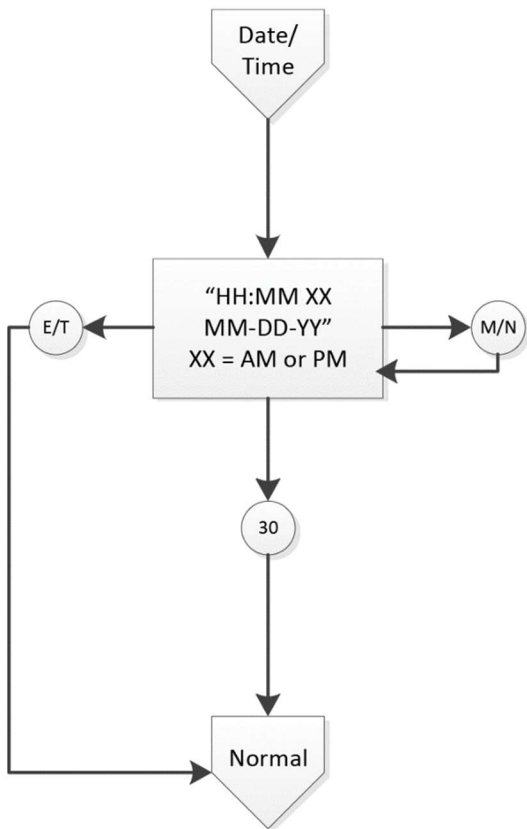 Date/
Time
“HH:MM XX
MM-DD-YY”
XX = AM or PM
E/T
M/N
30
Normal